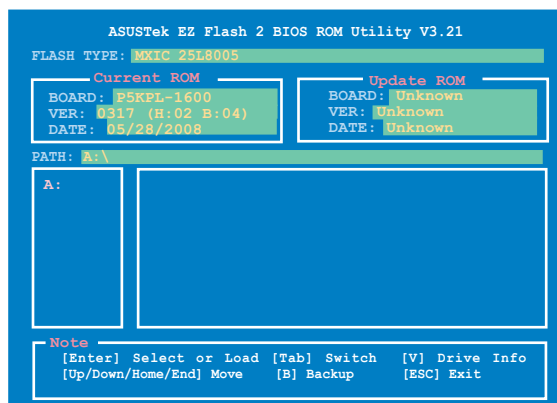 ASUSTek EZ Flash 2 BIOS ROM Utility V3.21
FLASH TYPE: MXIC 25L8005
Current ROM
BOARD: P5KPL-1600
VER: 0317 (H:02 B:04)
DATE: 05/28/2008
Update ROM
BOARD: Unknown
VER: Unknown
DATE: Unknown
PATH: A:\
A:
Note
[Enter] Select or Load [Tab] Switch [V] Drive Info
[Up/Down/Home/End] Move [B] Backup [ESC] Exit